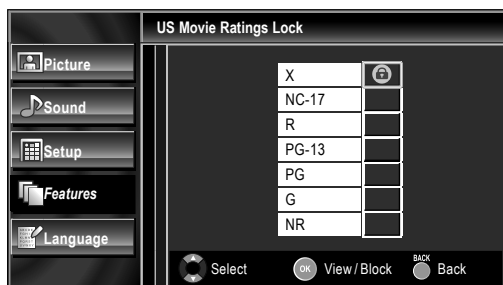 US Movie Ratings Lock
Picture
Sound
Setup
Features
Language
X
NC-17
R
PG-13
PG
G
NR
Select
OK View / Block
BACK Back